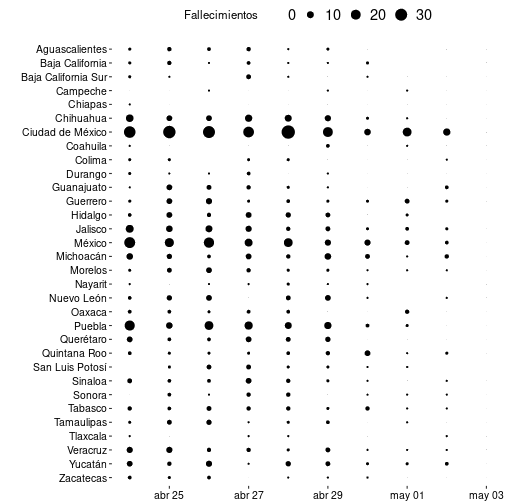 Fallecimientos 0 10 20 30
Aguascalientes
Baja California
Baja California Sur
Campeche
Chiapas
Chihuahua
Ciudad de México
Coahuila
Colima
Durango
Guanajuato
Guerrero
Hidalgo
Jalisco
México
Michoacán
Morelos
Nayarit
Nuevo León
Oaxaca
Puebla
Querétaro
Quintana Roo
San Luis Potosí
Sinaloa
Sonora
Tabasco
Tamaulipas
Tlaxcala
Veracruz
Yucatán
Zacatecas
abr 25 abr 27 abr 29 may 01 may 03